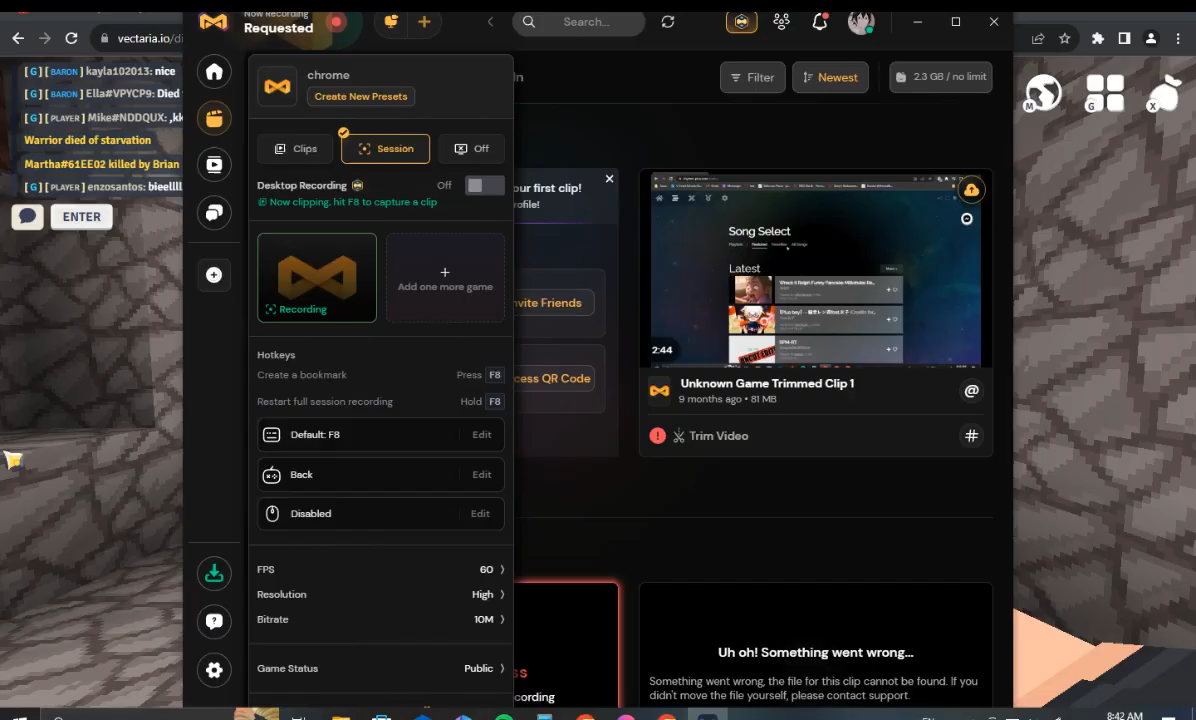 Now Recording
Requested
Search...
vectaria.io/di
[G][BARON] kayla102013: nice
[G][BARON] Ella#VPYCP9: Died
[G][PLAYER] Mike#NDDQUX: ,kk
Warrior died of starvation
Martha#61EE02 killed by Brian
[G][PLAYER] enzosantos: bieellll
ENTER
chrome
Create New Presets
Clips
Session
Off
Desktop Recording
Off
Now clipping, hit F8 to capture a clip
Recording
+
Add one more game
Hotkeys
Create a bookmark
Press F8
Restart full session recording
Hold F8
Default: F8
Edit
Back
Edit
Disabled
Edit
FPS
60
Resolution
High
Bitrate
10M
Game Status
Public
Filter
Newest
2.3 GB / no limit
our first clip!
rofile!
nvite Friends
cess QR Code
Song Select
Latest
2:44
Unknown Game Trimmed Clip 1
9 months ago • 81 MB
@
Trim Video
#
cording
Uh oh! Something went wrong...
Something went wrong, the file for this clip cannot be found. If you
didn't move the file yourself, please contact support.
M
G
X
8:42 AM